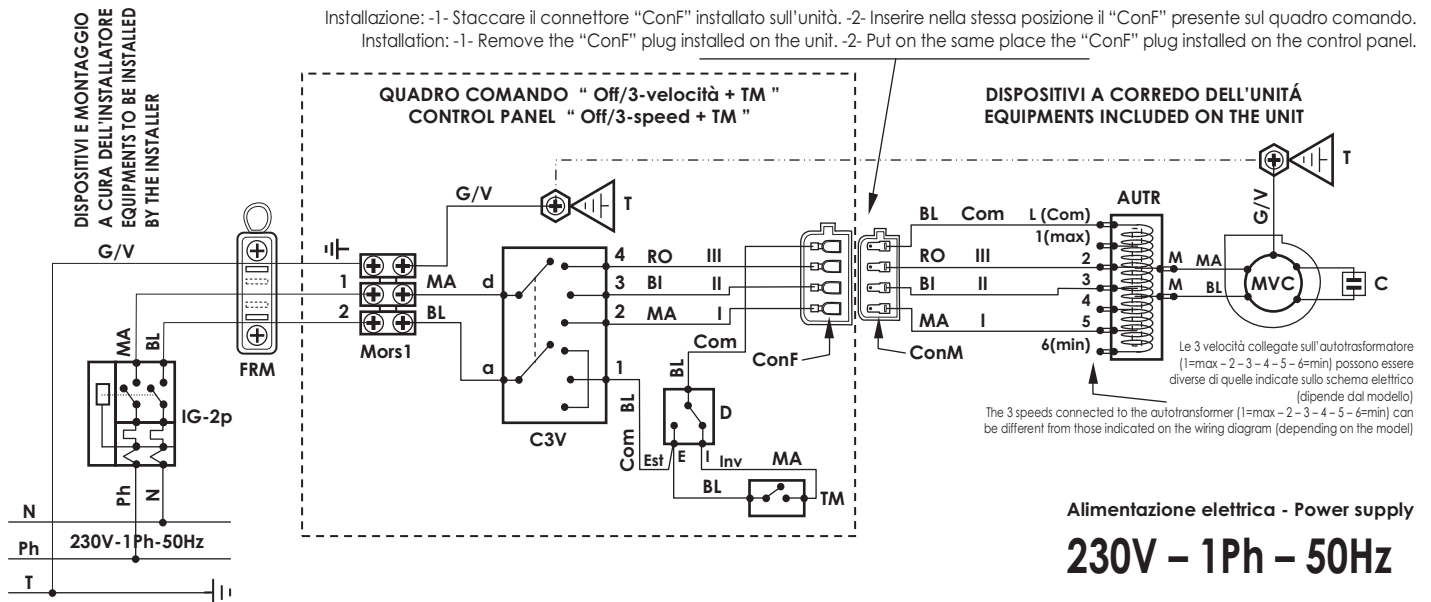 Installazione: -1- Staccare il connettore “ConF” installato sull’unità. -2- Inserire nella stessa posizione il “ConF” presente sul quadro comando.
Installation: -1- Remove the “ConF” plug installed on the unit. -2- Put on the same place the “ConF” plug installed on the control panel.
DISPOSITIVI E MONTAGGIO
A CURA DELL’INSTALLATORE
EQUIPMENTS TO BE INSTALLED
BY THE INSTALLER
QUADRO COMANDO “ Off/3-velocità + TM ”
CONTROL PANEL “ Off/3-speed + TM ”
DISPOSITIVI A CORREDO DELL’UNITÁ
EQUIPMENTS INCLUDED ON THE UNIT
G/V
FRM
MA
BL
IG-2p
Ph
N
N
Ph
230V-1Ph-50Hz
T
1
2
Mors1
G/V
T
MA
BL
d
a
C3V
4 RO III
3 BI II
2 MA I
1
BL
Com
Com
BL
D
Est E I Inv MA
BL
TM
ConF
ConM
BL Com L (Com)
1(max)
RO III 2
BI II 3
4
MA I 5
6(min)
AUTR
M MA
M BL
G/V
T
MVC
C
Le 3 velocità collegate sull’autotrasformatore
(1=max – 2 – 3 – 4 – 5 – 6=min) possono essere
diverse di quelle indicate sullo schema elettrico
(dipende dal modello)
The 3 speeds connected to the autotransformer (1=max – 2 – 3 – 4 – 5 – 6=min) can
be different from those indicated on the wiring diagram (depending on the model)
Alimentazione elettrica - Power supply
230V – 1Ph – 50Hz